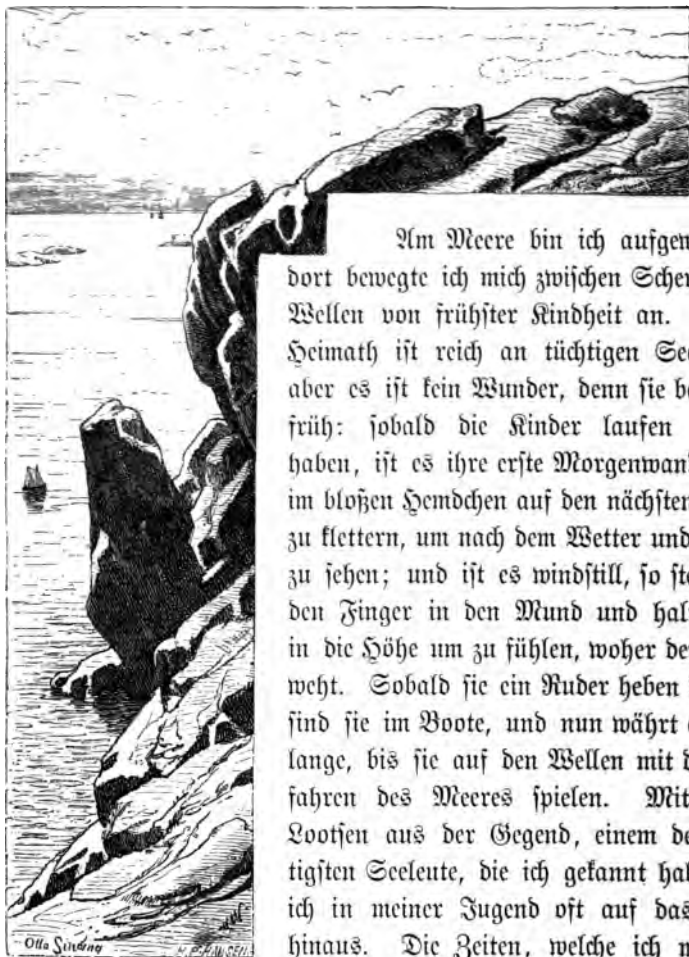 Am Meere bin ich aufgen
dort bewegte ich mich zwischen Scher
Wellen von frühster Kindheit an.
Heimath ist reich an tüchtigen See
aber es ist kein Wunder, denn sie be
früh: sobald die Kinder laufen
haben, ist es ihre erste Morgenwan
im bloßen Hemdchen auf den nächsten
zu klettern, um nach dem Wetter und
zu sehen; und ist es windstill, so ste
den Finger in den Mund und hal
in die Höhe um zu fühlen, woher de
weht. Sobald sie ein Ruder heben
sind sie im Boote, und nun währt
lange, bis sie auf den Wellen mit d
fahren des Meeres spielen. Mit
Lootsen aus der Gegend, einem de
tigsten Seeleute, die ich gekannt hal
ich in meiner Jugend oft auf das
hinaus. Die Zeiten, welche ich m
Otto Sinding
H.P. HANSEN